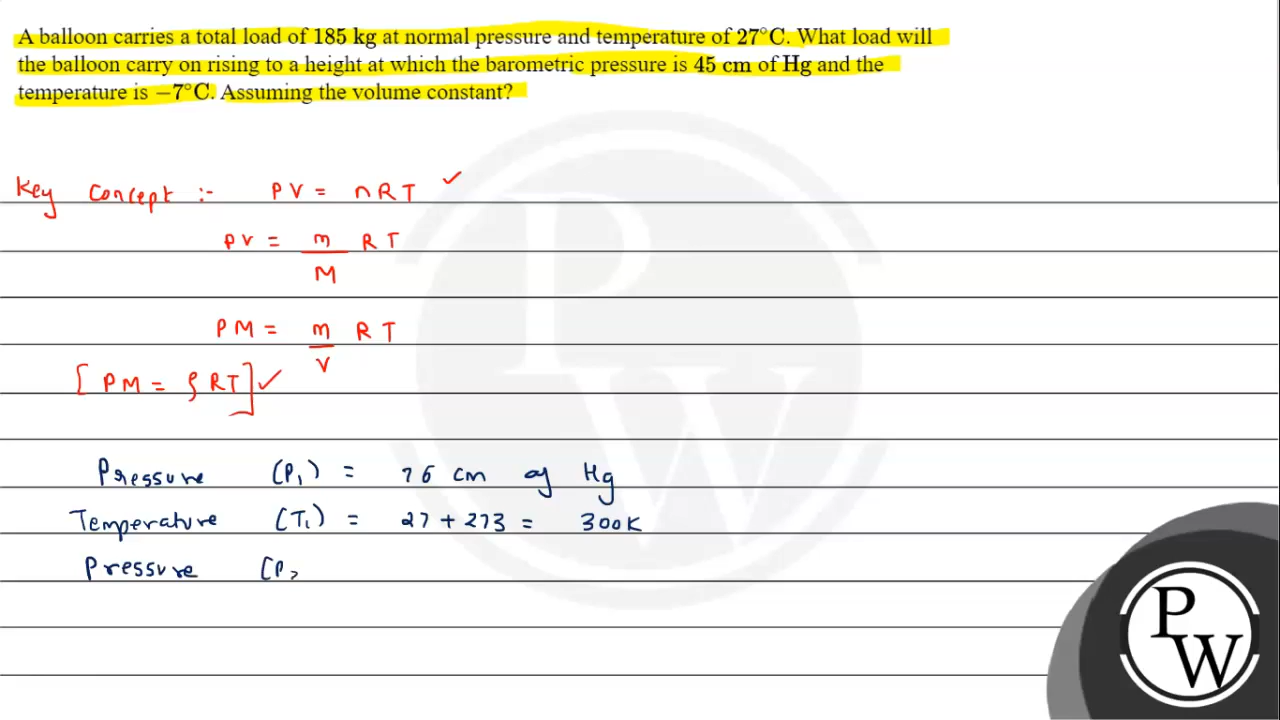 A balloon carries a total load of 185 kg at normal pressure and temperature of 27°C. What load will
the balloon carry on rising to a height at which the barometric pressure is 45 cm of Hg and the
temperature is −7°C. Assuming the volume constant?
Key Concept :- PV = nRT ✓
PV = m/M RT
PM = m/V RT
[PM = ρRT] ✓
Pressure (P₁) = 76 cm of Hg
Temperature (T₁) = 27 + 273 = 300K
Pressure (P₂
PW
PW